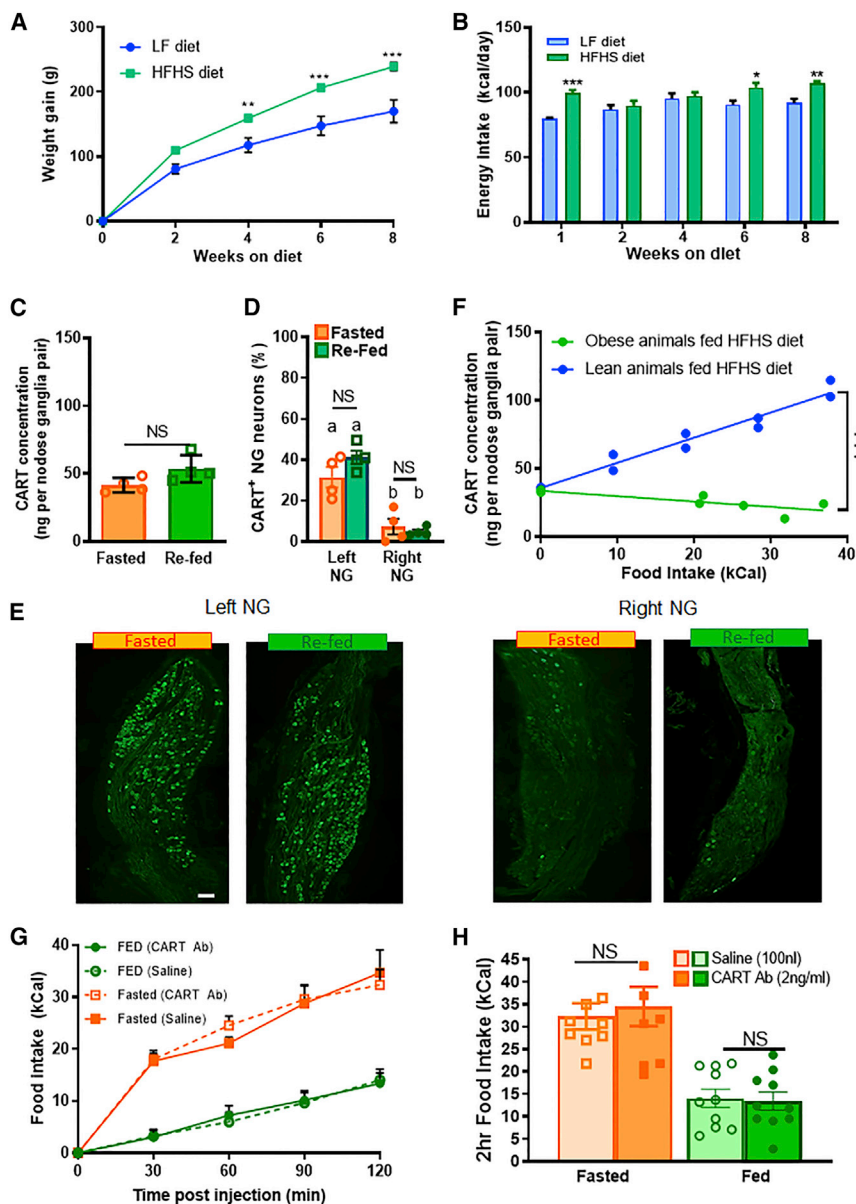 A
LF diet
HFHS diet
Weight gain (g)
300
200
100
0
** *** ***
0 2 4 6 8
Weeks on diet
B
LF diet
HFHS diet
Energy Intake (kcal/day)
150
100
50
0
*** * **
1 2 4 6 8
Weeks on diet
C
CART concentration
(ng per nodose ganglia pair)
150
100
50
0
NS
Fasted Re-fed
D
Fasted
Re-Fed
CART+ NG neurons (%)
100
80
60
40
20
0
NS
a a
NS
b b
Left NG
Right NG
F
CART concentration
(ng per nodose ganglia pair)
150
100
50
0
Obese animals fed HFHS diet
Lean animals fed HFHS diet
0 10 20 30 40
Food Intake (kCal)
E
Left NG
Right NG
Fasted
Re-fed
Fasted
Re-fed
G
FED (CART Ab)
FED (Saline)
Fasted (CART Ab)
Fasted (Saline)
Food Intake (kCal)
40
30
20
10
0
0 30 60 90 120
Time post injection (min)
H
NS
Saline (100nl)
CART Ab (2ng/ml)
2hr Food Intake (kCal)
45
40
35
30
25
20
15
10
5
0
NS
Fasted Fed